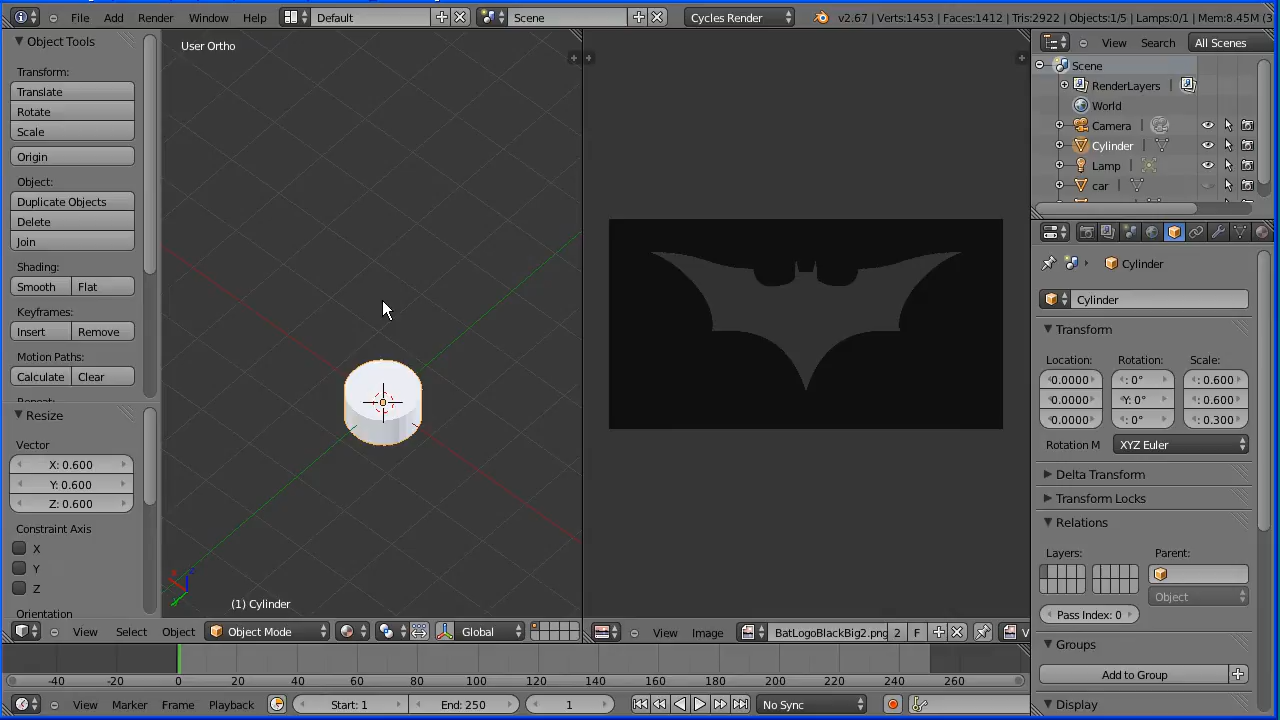 File Add Render Window Help Default Scene Cycles Render v2.67 | Verts:1453 | Faces:1412 | Tris:2922 | Objects:1/5 | Lamps:0/1 | Mem:8.45M (3
Object Tools
Transform:
Translate
Rotate
Scale
Origin
Object:
Duplicate Objects
Delete
Join
Shading:
Smooth Flat
Keyframes:
Insert Remove
Motion Paths:
Calculate Clear
Resize
Vector
X: 0.600
Y: 0.600
Z: 0.600
Constraint Axis
X
Y
Z
Orientation
User Ortho
(1) Cylinder
View Select Object Object Mode Global
View Image BatLogoBlackBig2.png 2 F V
-40 -20 0 20 40 60 80 100 120 140 160 180 200 220 240 260
View Marker Frame Playback Start: 1 End: 250 1 No Sync
View Search All Scenes
Scene
RenderLayers
World
Camera
Cylinder
Lamp
car
Cylinder
Cylinder
Transform
Location: Rotation: Scale:
0.0000 : 0° : 0.600
0.0000 Y: 0° : 0.600
0.0000 : 0° : 0.300
Rotation M XYZ Euler
Delta Transform
Transform Locks
Relations
Layers: Parent:
Object
Pass Index: 0
Groups
Add to Group
Display